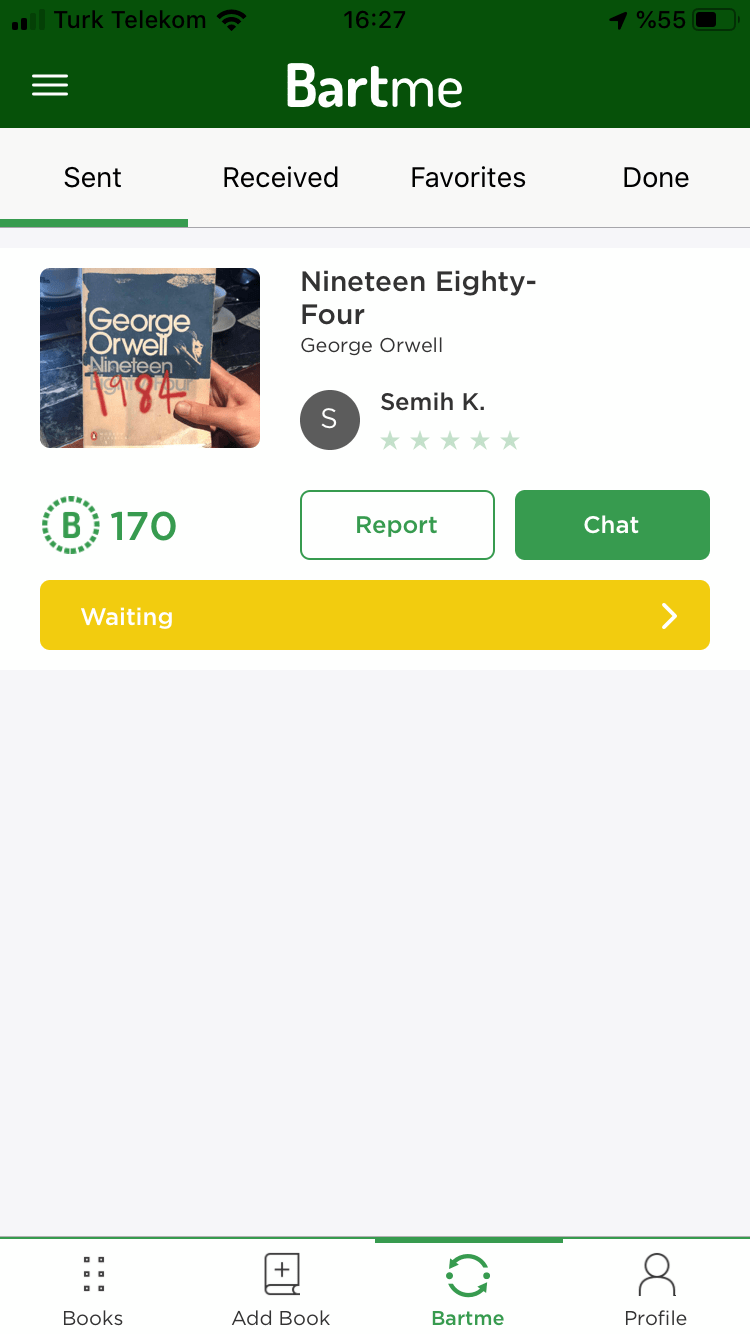 Turk Telekom 16:27 %55
Bartme
Sent Received Favorites Done
George
Orwell
Nineteen
Eighty-Four
1984
Nineteen Eighty-
Four
George Orwell
S
Semih K.
B 170
Report
Chat
Waiting
Books Add Book Bartme Profile